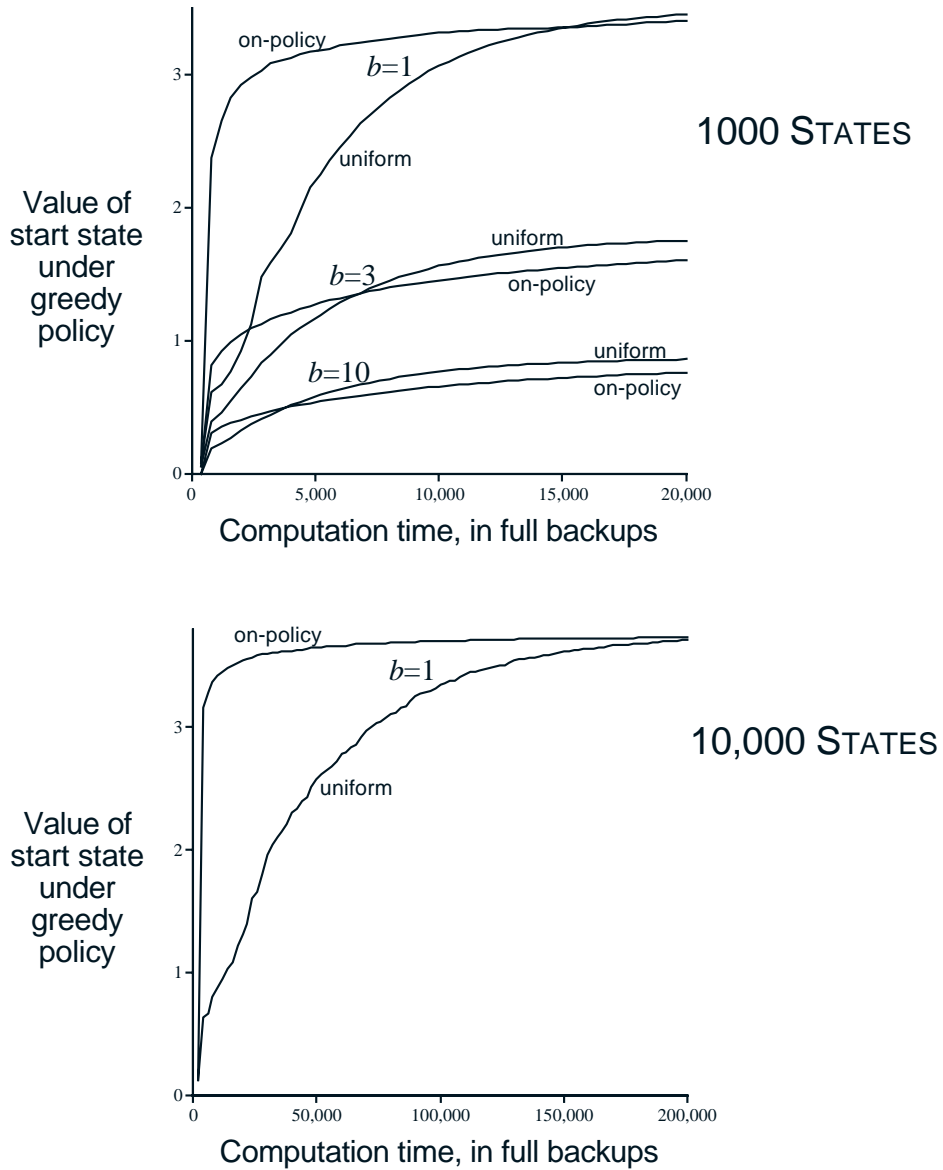 on-policy
b=1
uniform
1000 STATES
Value of
start state
under
greedy
policy
3
2
1
0
b=3
uniform
on-policy
b=10
uniform
on-policy
0
5,000
10,000
15,000
20,000
Computation time, in full backups
on-policy
b=1
uniform
10,000 STATES
Value of
start state
under
greedy
policy
3
2
1
0
0
50,000
100,000
150,000
200,000
Computation time, in full backups